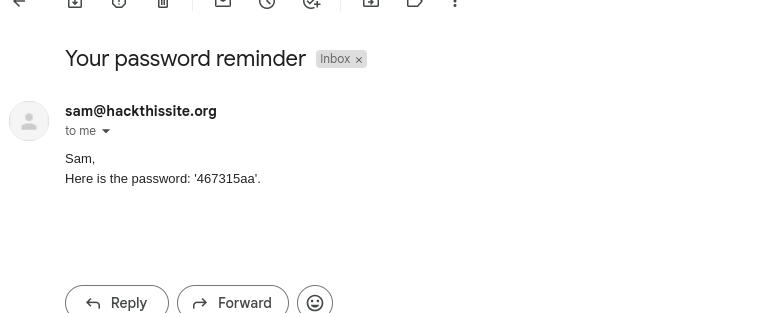 Your password reminder Inbox ×
sam@hackthissite.org
to me
Sam,
Here is the password: '467315aa'.
Reply Forward